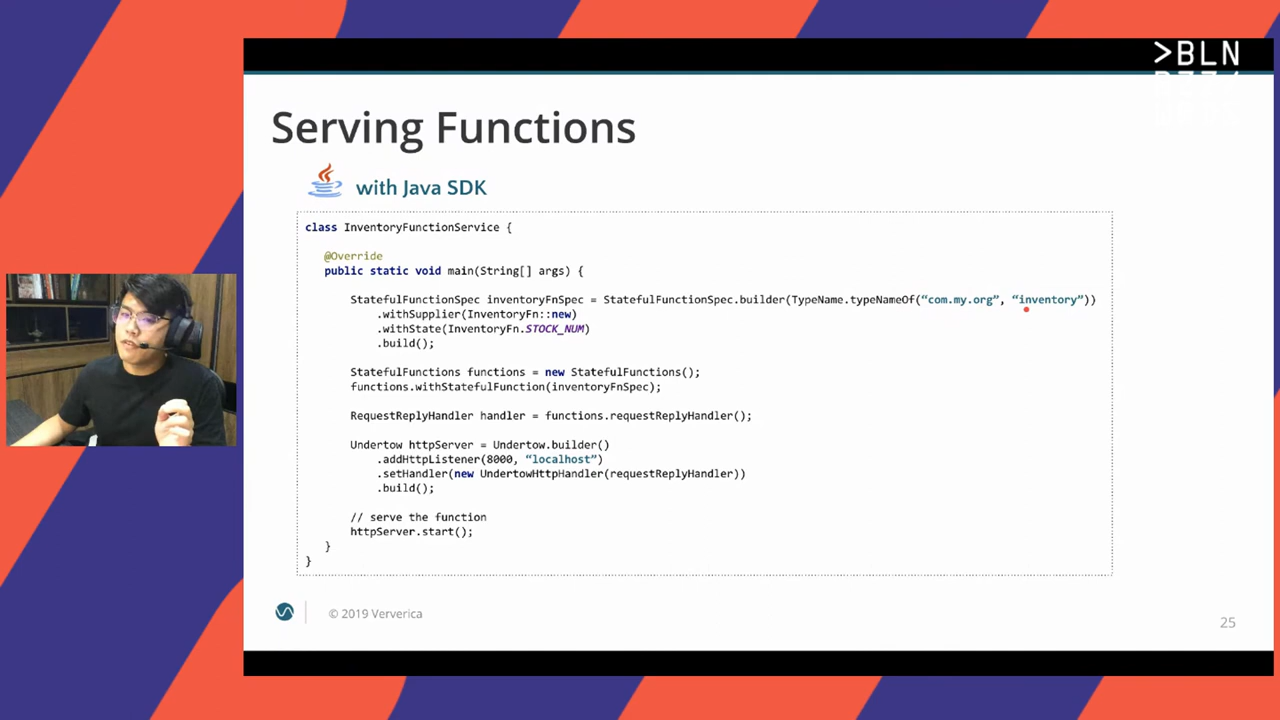 >BLN
Serving Functions
with Java SDK
class InventoryFunctionService {
@Override
public static void main(String[] args) {
StatefulFunctionSpec inventoryFnSpec = StatefulFunctionSpec.builder(TypeName.typeNameOf(“com.my.org”, “inventory”))
.withSupplier(InventoryFn::new)
.withState(InventoryFn.STOCK_NUM)
.build();
StatefulFunctions functions = new StatefulFunctions();
functions.withStatefulFunction(inventoryFnSpec);
RequestReplyHandler handler = functions.requestReplyHandler();
Undertow httpServer = Undertow.builder()
.addHttpListener(8000, “localhost”)
.setHandler(new UndertowHttpHandler(requestReplyHandler))
.build();
// serve the function
httpServer.start();
}
}
© 2019 Ververica
25